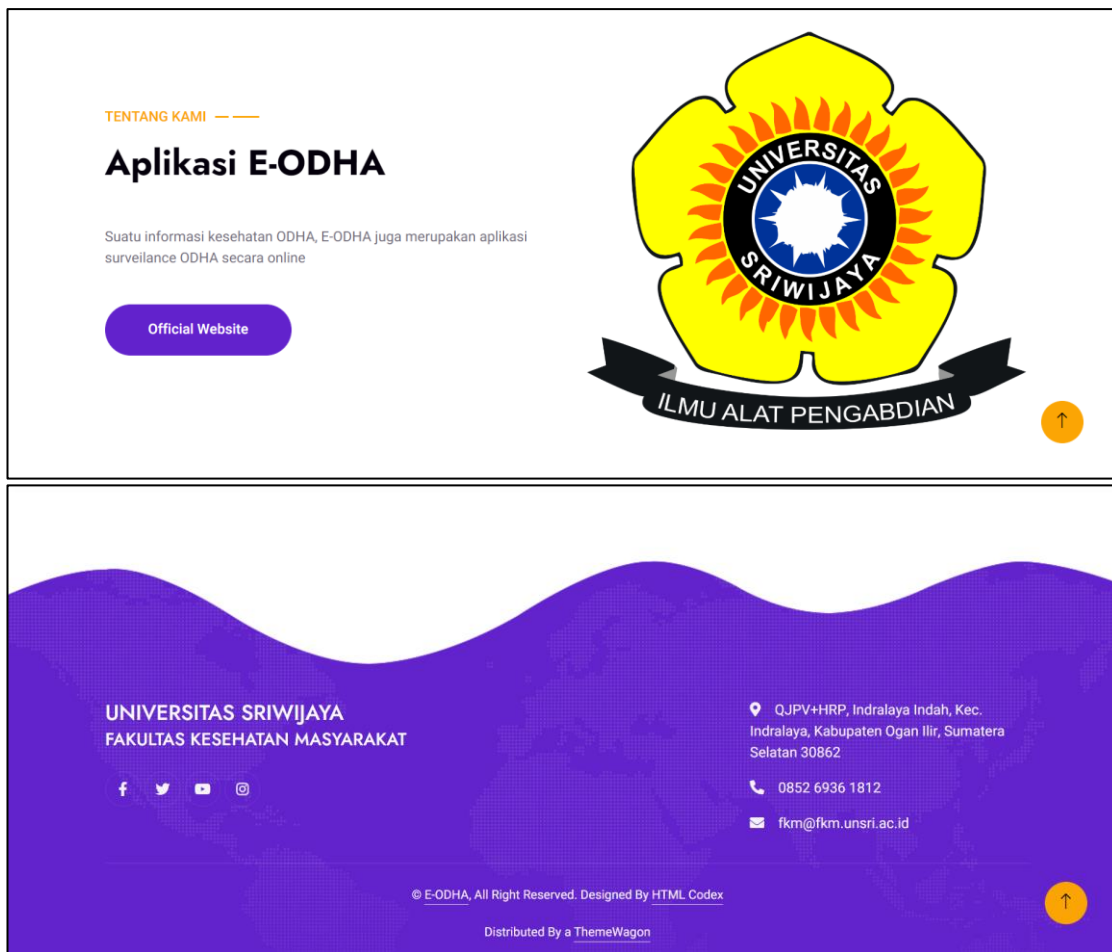 TENTANG KAMI
Aplikasi E-ODHA
Suatu informasi kesehatan ODHA, E-ODHA juga merupakan aplikasi
surveilance ODHA secara online
Official Website
UNIVERSITAS
SRIWIJAYA
ILMU ALAT PENGABDIAN
UNIVERSITAS SRIWIJAYA
FAKULTAS KESEHATAN MASYARAKAT
QJPV+HRP, Indralaya Indah, Kec.
Indralaya, Kabupaten Ogan Ilir, Sumatera
Selatan 30862
0852 6936 1812
fkm@fkm.unsri.ac.id
© E-ODHA, All Right Reserved. Designed By HTML Codex
Distributed By a ThemeWagon